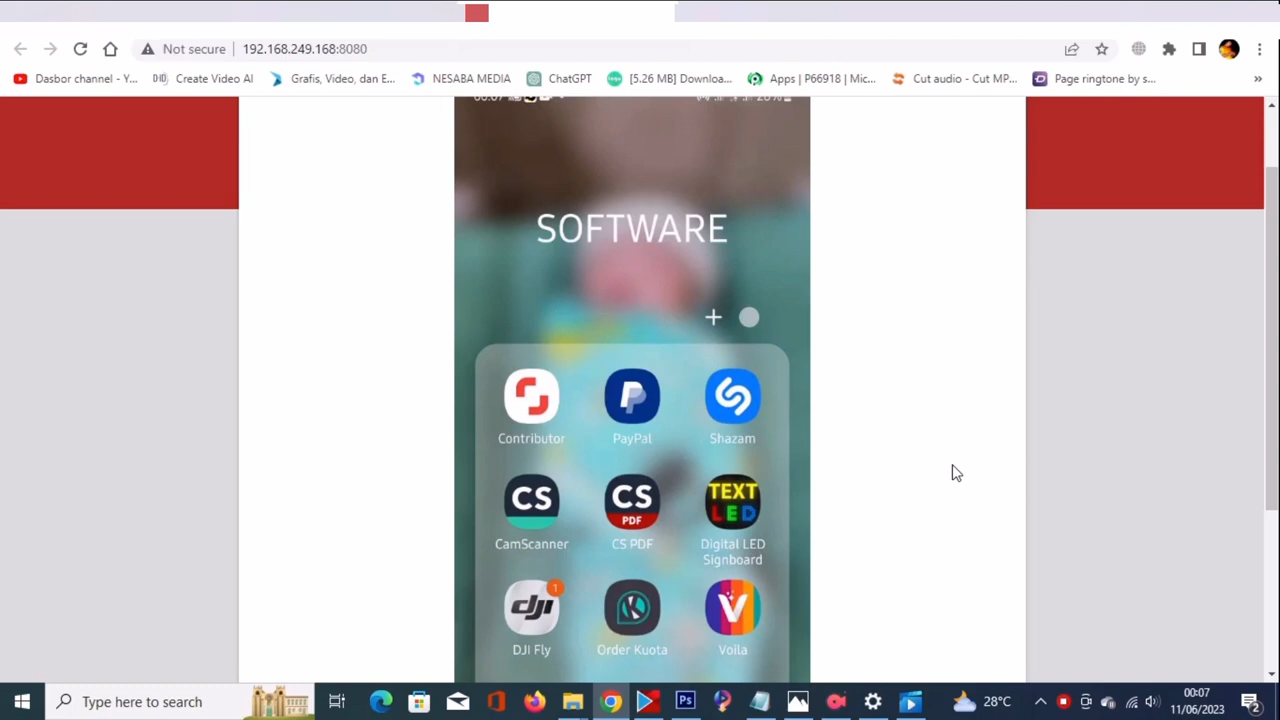 Not secure
192.168.249.168:8080
Dasbor channel - Y...
Create Video AI
Grafis, Video, dan E...
NESABA MEDIA
ChatGPT
[5.26 MB] Downloa...
Apps | P66918 | Mic...
Cut audio - Cut MP...
Page ringtone by s...
»
SOFTWARE
+
Contributor
PayPal
Shazam
CS
CamScanner
CS
PDF
CS PDF
TEXT
LED
Digital LED
Signboard
dji
1
DJI Fly
Order Kuota
Voila
Type here to search
Ps
28°C
00:07
11/06/2023
2